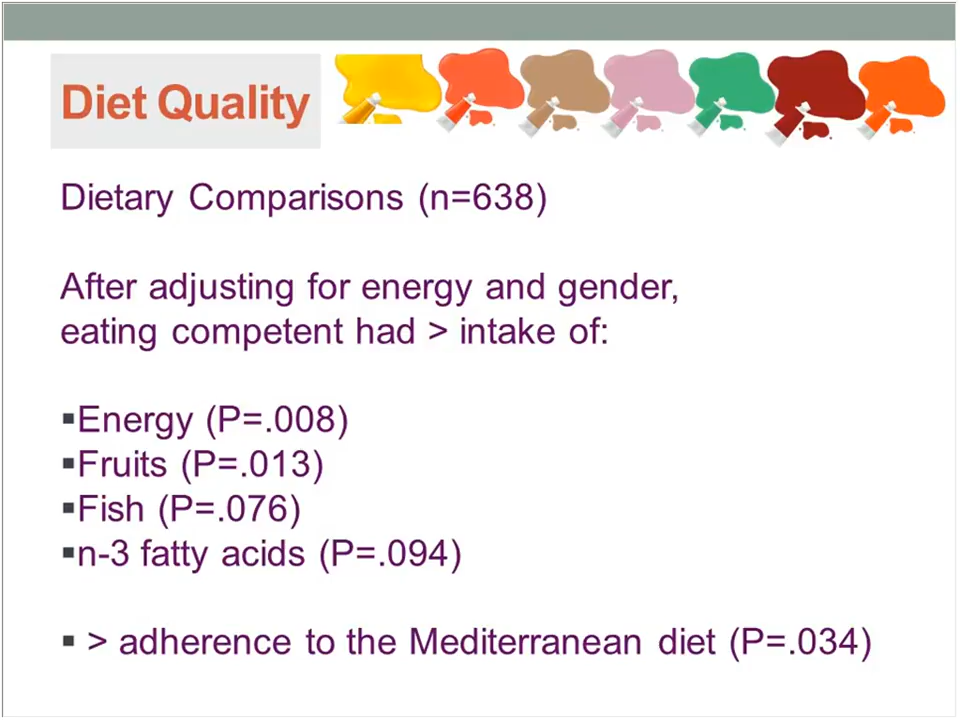 Diet Quality
Dietary Comparisons (n=638)
After adjusting for energy and gender,
eating competent had > intake of:
▪Energy (P=.008)
▪Fruits (P=.013)
▪Fish (P=.076)
▪n-3 fatty acids (P=.094)
▪ > adherence to the Mediterranean diet (P=.034)